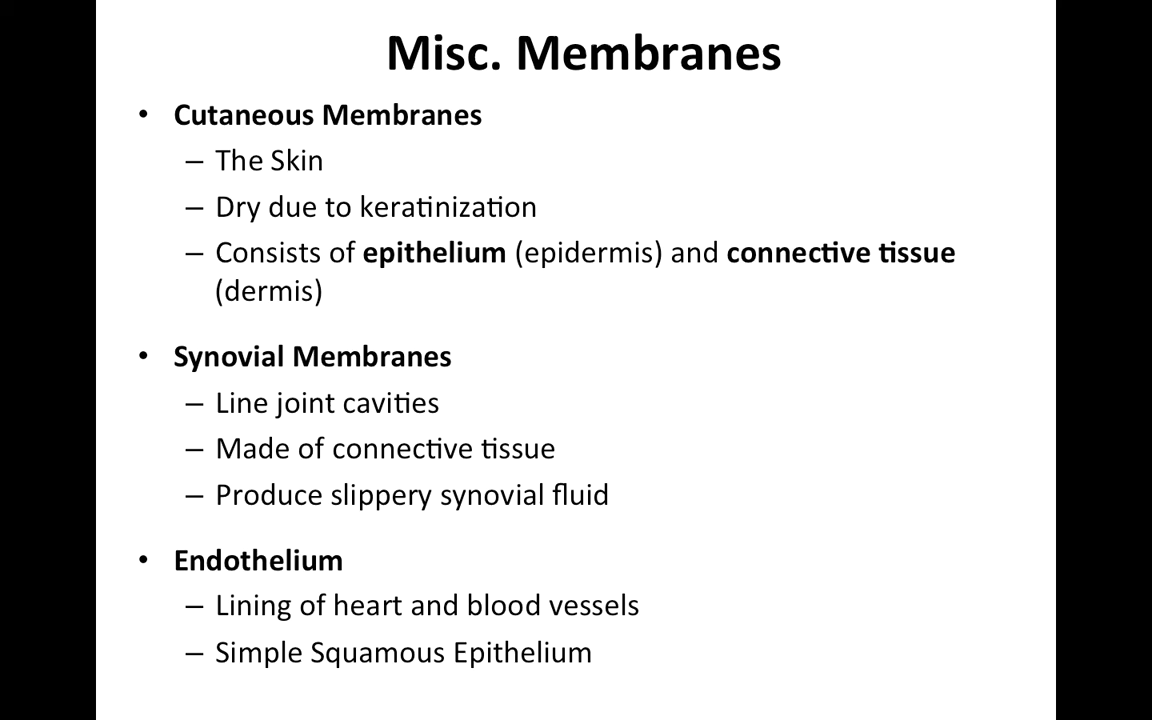 Misc. Membranes
• Cutaneous Membranes
– The Skin
– Dry due to keratinization
– Consists of epithelium (epidermis) and connective tissue
(dermis)
• Synovial Membranes
– Line joint cavities
– Made of connective tissue
– Produce slippery synovial fluid
• Endothelium
– Lining of heart and blood vessels
– Simple Squamous Epithelium